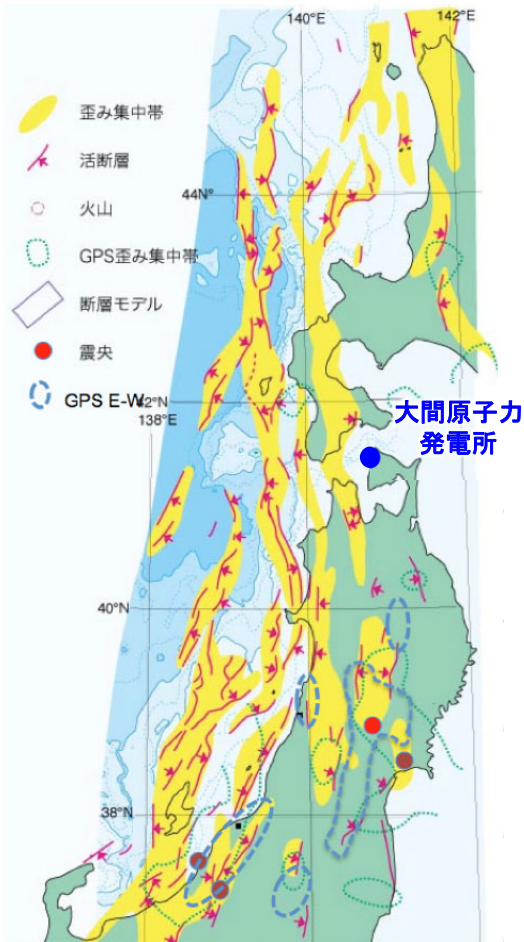 140°E
142°E
歪み集中帯
活断層
44N°
火山
GPS歪み集中帯
断層モデル
震央
GPS E-W
42°N
138°E
大間原子力
発電所
40°N
38°N